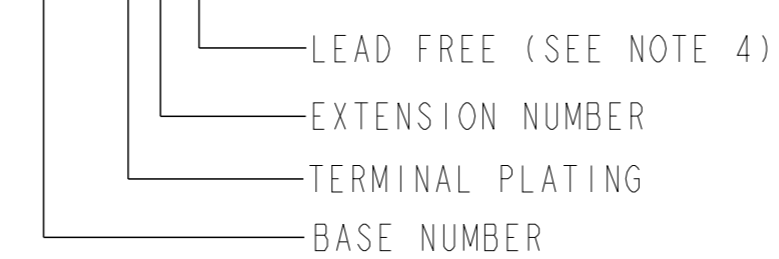 LEAD FREE (SEE NOTE 4)
EXTENSION NUMBER
TERMINAL PLATING
BASE NUMBER